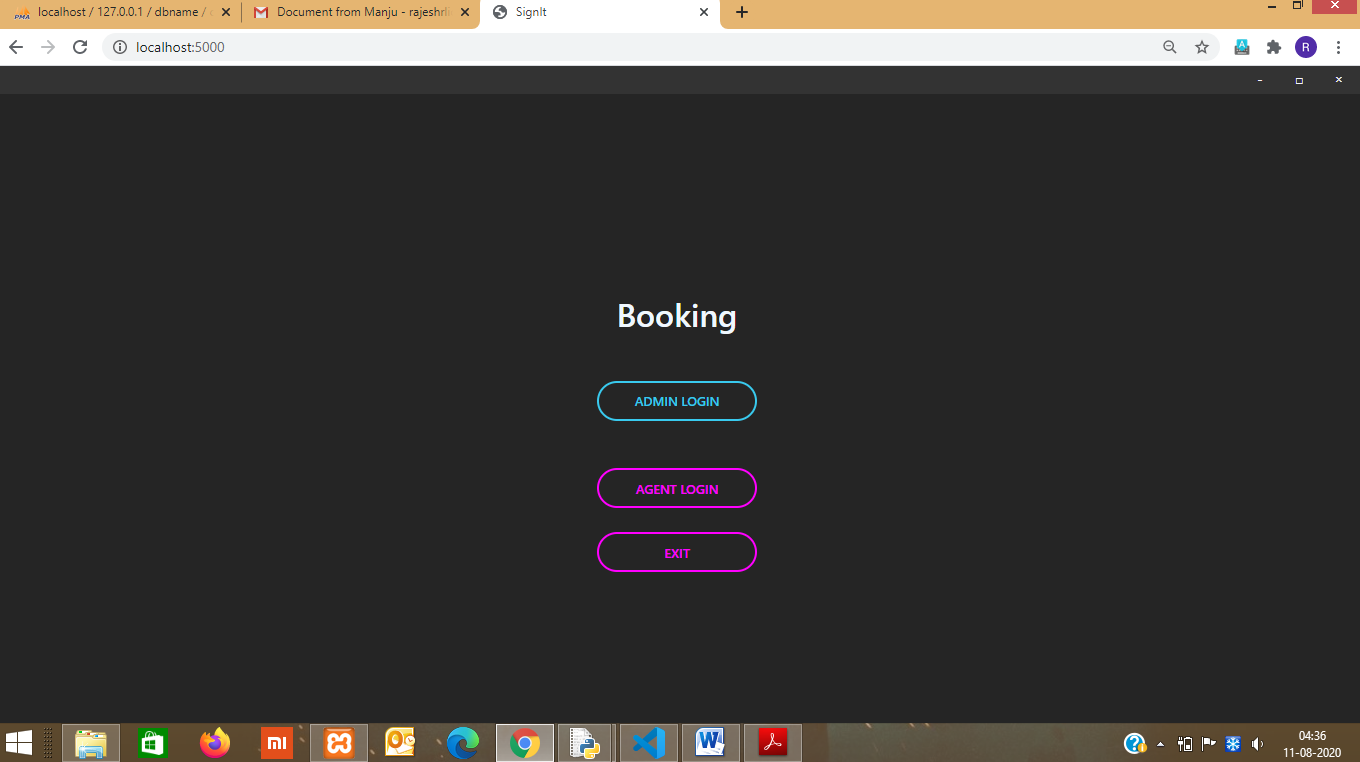 localhost / 127.0.0.1 / dbname /
Document from Manju - rajeshrli
SignIt
localhost:5000
R
Booking
ADMIN LOGIN
AGENT LOGIN
EXIT
04:36
11-08-2020